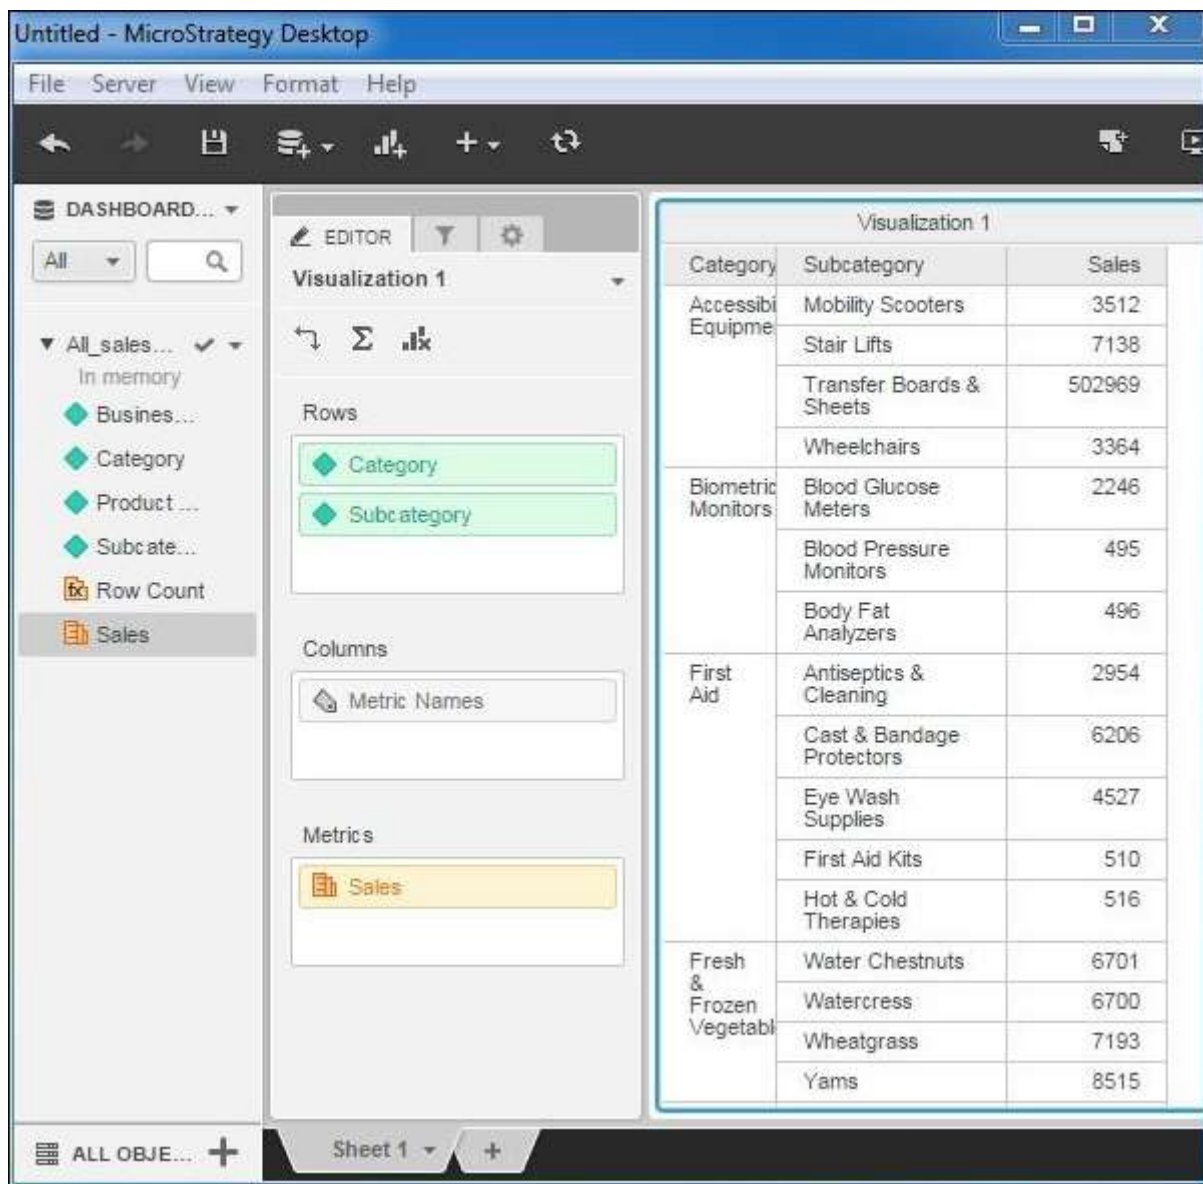 Untitled - MicroStrategy Desktop
File Server View Format Help
DASHBOARD...
All
All_sales...
In memory
Busines...
Category
Product ...
Subcate...
Row Count
Sales
ALL OBJE...
EDITOR
Visualization 1
Rows
Category
Subcategory
Columns
Metric Names
Metrics
Sales
Visualization 1
Category Subcategory Sales
Accessibi Mobility Scooters 3512
Equipme
Stair Lifts 7138
Transfer Boards & 502969
Sheets
Wheelchairs 3364
Biometric Blood Glucose 2246
Monitors Meters
Blood Pressure 495
Monitors
Body Fat 496
Analyzers
First Antiseptics & 2954
Aid Cleaning
Cast & Bandage 6206
Protectors
Eye Wash 4527
Supplies
First Aid Kits 510
Hot & Cold 516
Therapies
Fresh Water Chestnuts 6701
&
Frozen Watercress 6700
Vegetabl
Wheatgrass 7193
Yams 8515
Sheet 1